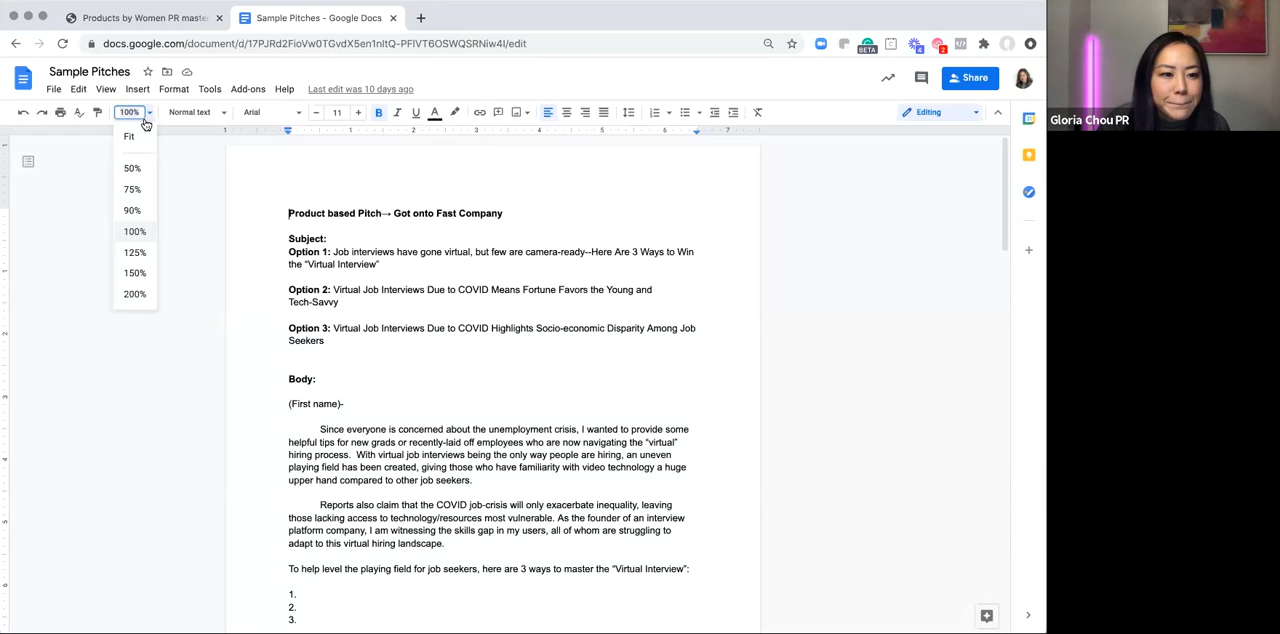 Products by Women PR master
Sample Pitches - Google Docs
docs.google.com/document/d/17PJRd2FioVw0TGvdX5en1nItQ-PFIVT6OSWQSRNiw4I/edit
BETA
4
2
Sample Pitches
File Edit View Insert Format Tools Add-ons Help Last edit was 10 days ago
Share
100% Normal text Arial 11 B I U A Editing
Fit
50%
75%
90%
100%
125%
150%
200%
1 1 2 3 4 5 6 7
Product based Pitch→ Got onto Fast Company
Subject:
Option 1: Job interviews have gone virtual, but few are camera-ready--Here Are 3 Ways to Win
the “Virtual Interview”
Option 2: Virtual Job Interviews Due to COVID Means Fortune Favors the Young and
Tech-Savvy
Option 3: Virtual Job Interviews Due to COVID Highlights Socio-economic Disparity Among Job
Seekers
Body:
(First name)-
Since everyone is concerned about the unemployment crisis, I wanted to provide some
helpful tips for new grads or recently-laid off employees who are now navigating the “virtual”
hiring process. With virtual job interviews being the only way people are hiring, an uneven
playing field has been created, giving those who have familiarity with video technology a huge
upper hand compared to other job seekers.
Reports also claim that the COVID job-crisis will only exacerbate inequality, leaving
those lacking access to technology/resources most vulnerable. As the founder of an interview
platform company, I am witnessing the skills gap in my users, all of whom are struggling to
adapt to this virtual hiring landscape.
To help level the playing field for job seekers, here are 3 ways to master the “Virtual Interview”:
1.
2.
3.
Gloria Chou PR